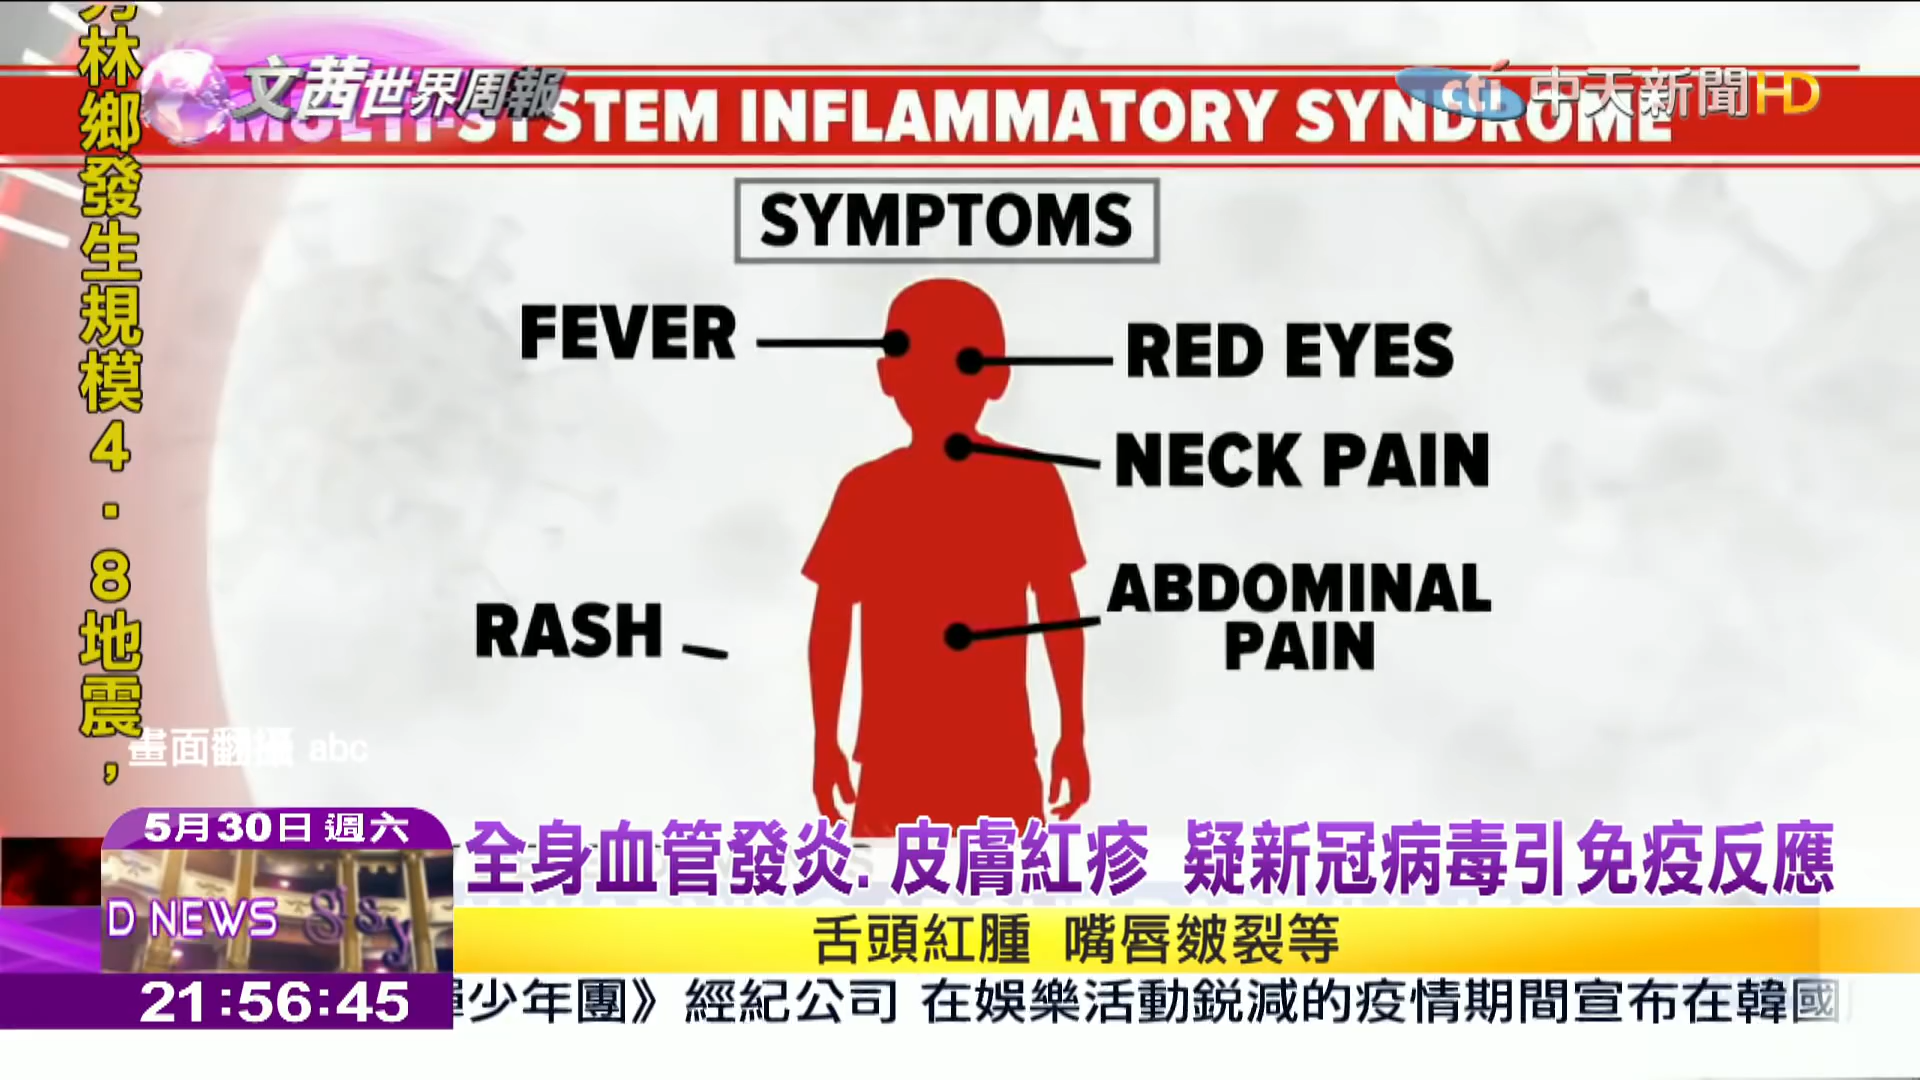 文茜世界周報
cti 中天新聞HD
MULTI-SYSTEM INFLAMMATORY SYNDROME
SYMPTOMS
FEVER
RED EYES
NECK PAIN
RASH
ABDOMINAL
PAIN
林鄉發生規模4.8地震，
畫面翻攝 abc
5月30日 週六
全身血管發炎.皮膚紅疹 疑新冠病毒引免疫反應
D NEWS
Sisy
舌頭紅腫 嘴唇皴裂等
21:56:45
少年團》經紀公司 在娛樂活動銳減的疫情期間宣布在韓國